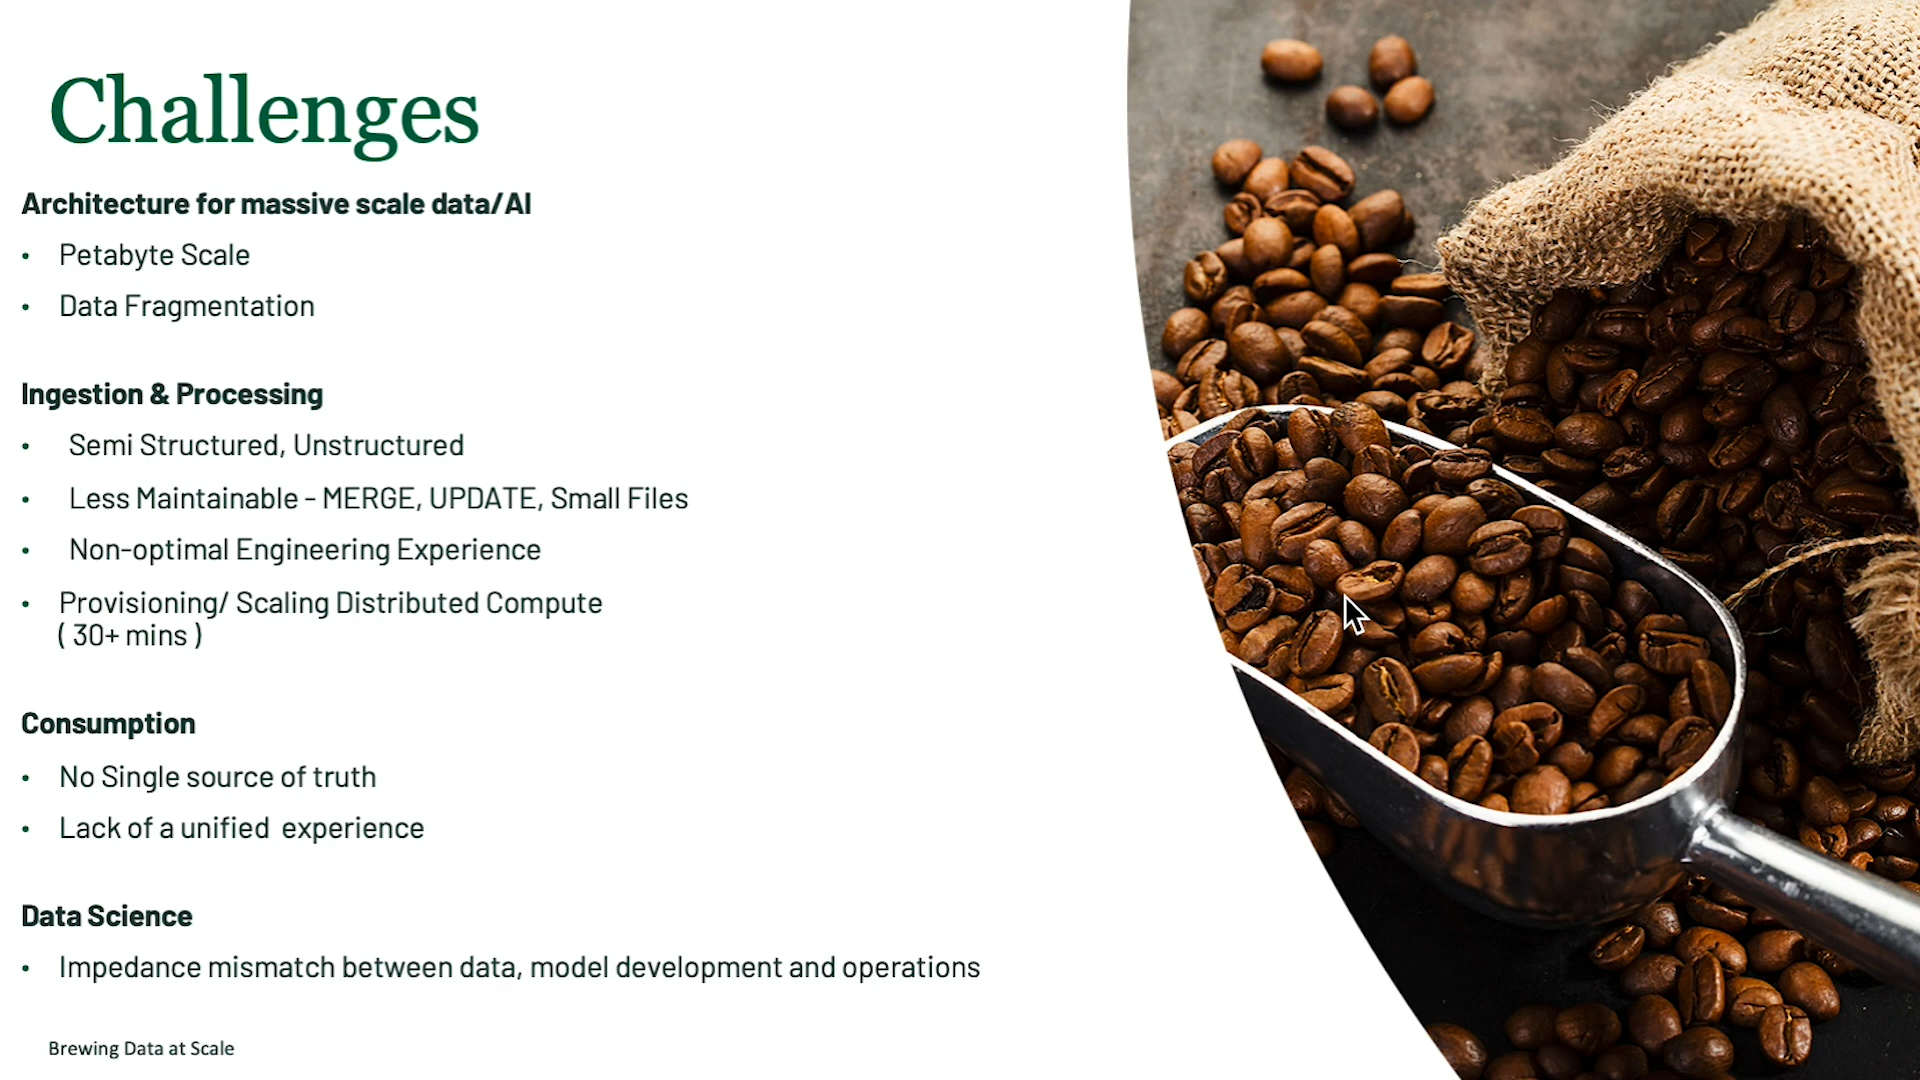 Challenges
Architecture for massive scale data/AI
• Petabyte Scale
• Data Fragmentation
Ingestion & Processing
• Semi Structured, Unstructured
• Less Maintainable - MERGE, UPDATE, Small Files
• Non-optimal Engineering Experience
• Provisioning/ Scaling Distributed Compute
( 30+ mins )
Consumption
• No Single source of truth
• Lack of a unified  experience
Data Science
• Impedance mismatch between data, model development and operations
Brewing Data at Scale